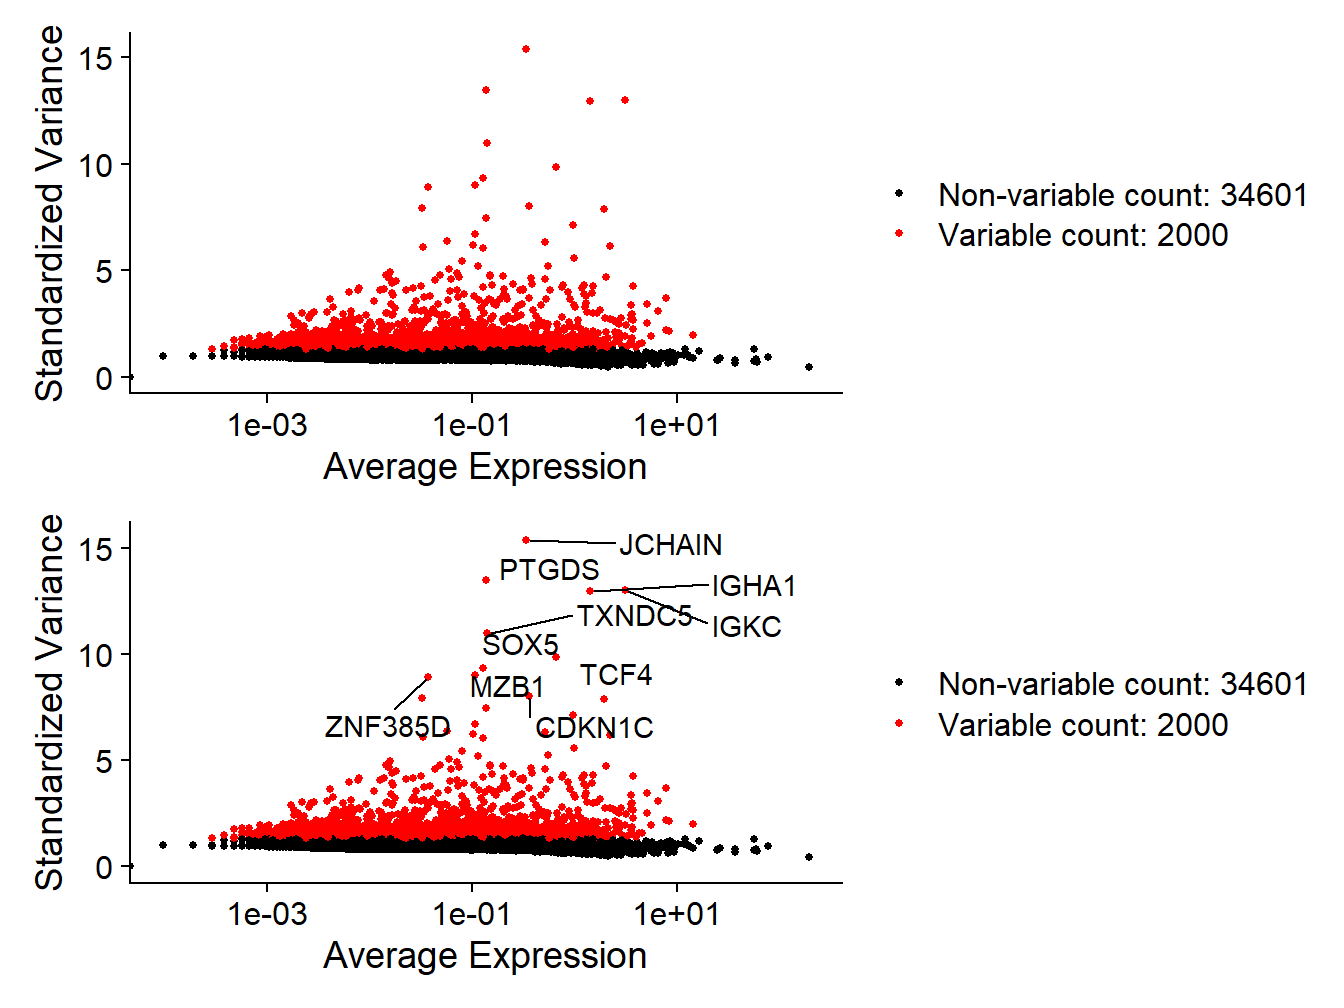 Standardized Variance
15
10
5
0
1e-03 1e-01 1e+01
Average Expression
Non-variable count: 34601
Variable count: 2000
Standardized Variance
15
10
5
0
JCHAIN
PTGDS
IGHA1
TXNDC5
IGKC
SOX5
TCF4
MZB1
ZNF385D
CDKN1C
1e-03 1e-01 1e+01
Average Expression
Non-variable count: 34601
Variable count: 2000